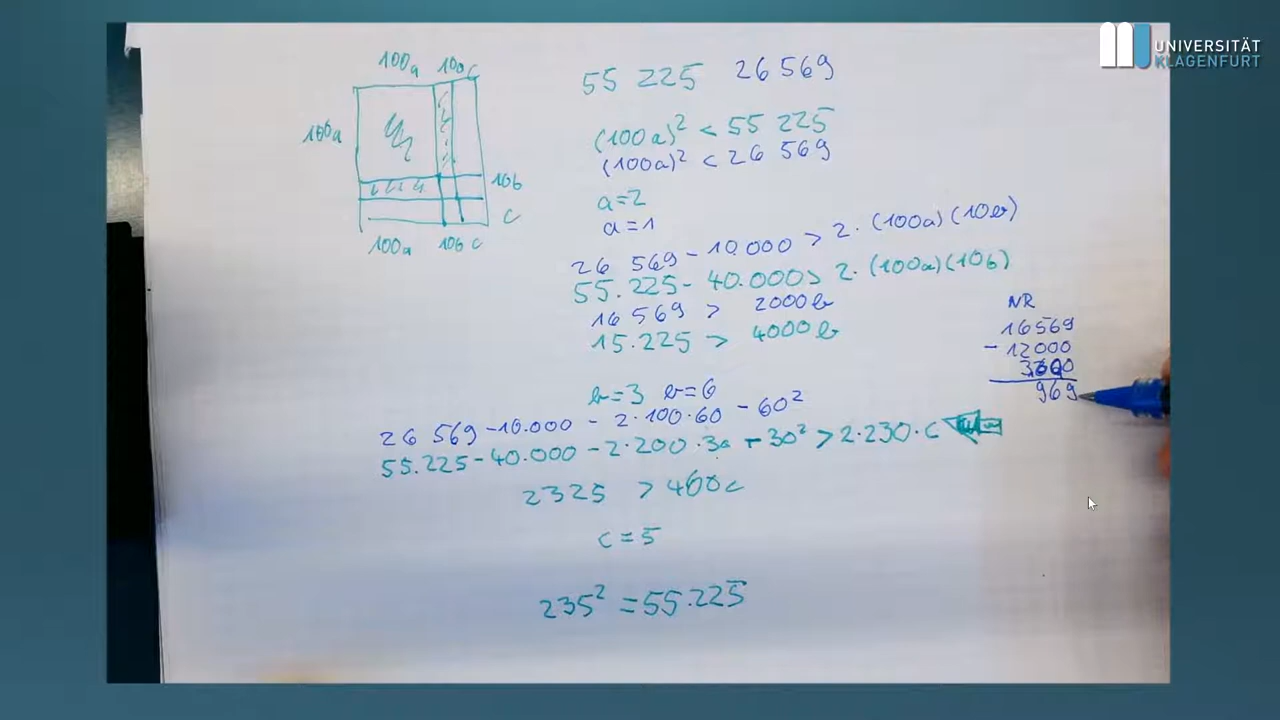 UNIVERSITÄT
KLAGENFURT
100a 100c
100a
10b
c
100a 10b c
55 225 26 569
(100a)² < 55 225
(100a)² < 26 569
a=2
a=1
26 569 - 10.000 > 2. (100a)(10b)
55.225 - 40.000 > 2. (100a)(10b)
16 569 > 2000b
15.225 > 4000b
b=3 b=6
26 569 -10.000 - 2.100.60 - 60²
55.225-40.000 -2.200.30 - 30² > 2.230.c
2325 > 460c
c=5
235² = 55.225
NR
16569
- 12000
3600
969